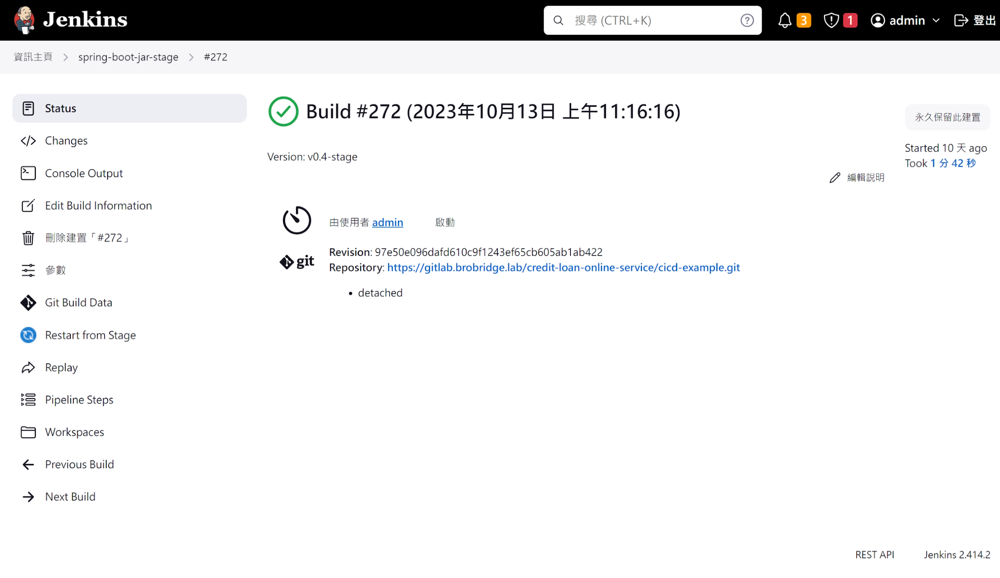 Jenkins
搜尋 (CTRL+K)
3
1
admin
登出
資訊主頁
spring-boot-jar-stage
#272
Status
Changes
Console Output
Edit Build Information
刪除建置「#272」
參數
Git Build Data
Restart from Stage
Replay
Pipeline Steps
Workspaces
Previous Build
Next Build
Build #272 (2023年10月13日 上午11:16:16)
永久保留此建置
Started 10 天 ago
Took 1 分 42 秒
Version: v0.4-stage
編輯說明
由使用者 admin 啟動
git
Revision: 97e50e096dafd610c9f1243ef65cb605ab1ab422
Repository: https://gitlab.brobridge.lab/credit-loan-online-service/cicd-example.git
• detached
REST API
Jenkins 2.414.2